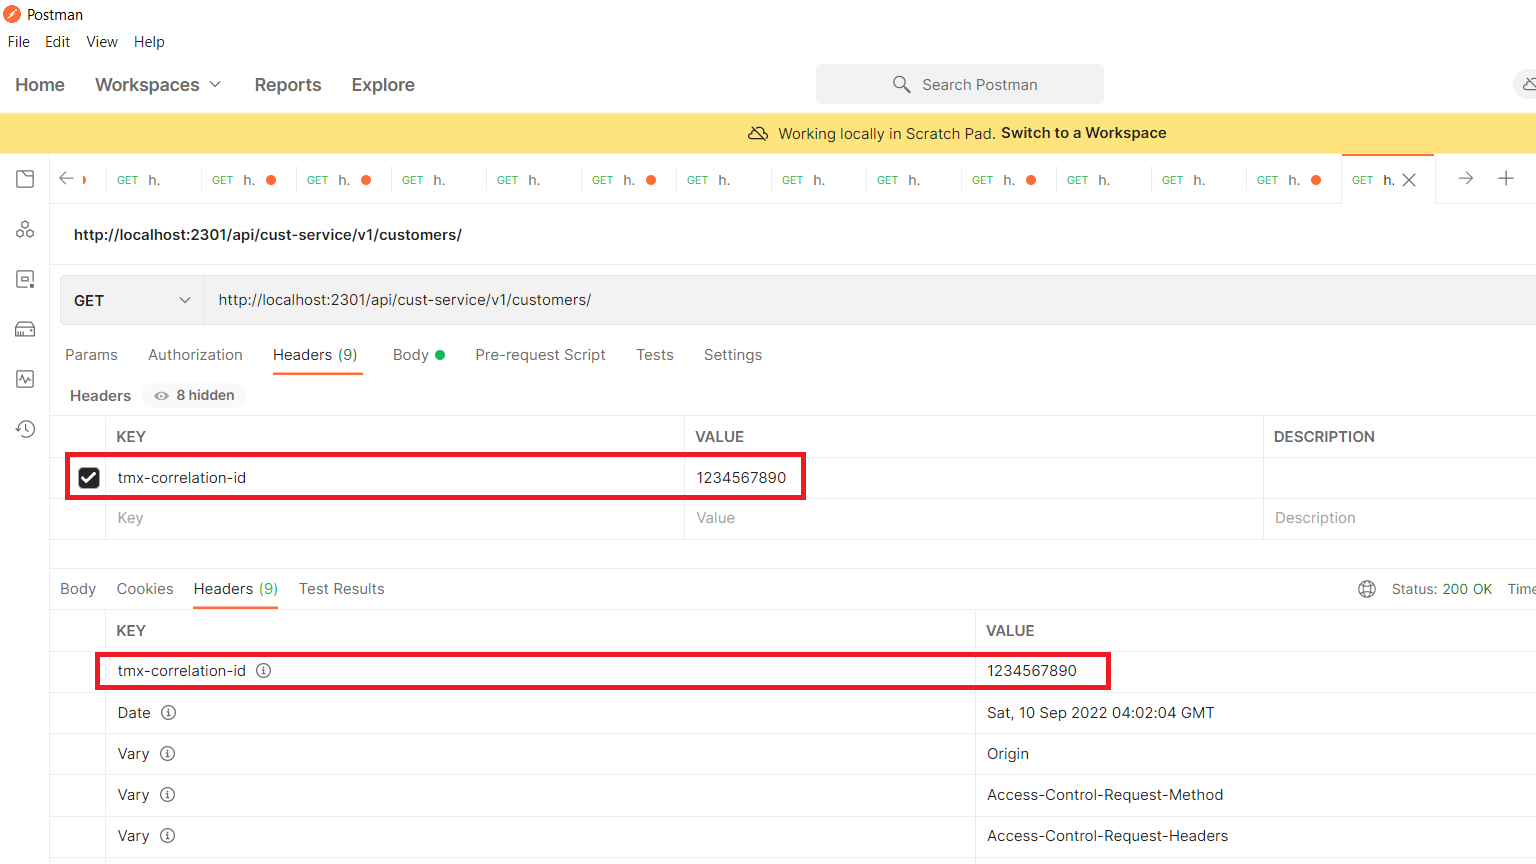 Postman
File Edit View Help
Home Workspaces Reports Explore Search Postman
Working locally in Scratch Pad. Switch to a Workspace
GET h. GET h. GET h. GET h. GET h. GET h. GET h. GET h. GET h. GET h. GET h. GET h. GET h. GET h.
http://localhost:2301/api/cust-service/v1/customers/
GET http://localhost:2301/api/cust-service/v1/customers/
Params Authorization Headers (9) Body Pre-request Script Tests Settings
Headers 8 hidden
KEY VALUE DESCRIPTION
tmx-correlation-id 1234567890
Key Value Description
Body Cookies Headers (9) Test Results Status: 200 OK Time
KEY VALUE
tmx-correlation-id 1234567890
Date Sat, 10 Sep 2022 04:02:04 GMT
Vary Origin
Vary Access-Control-Request-Method
Vary Access-Control-Request-Headers